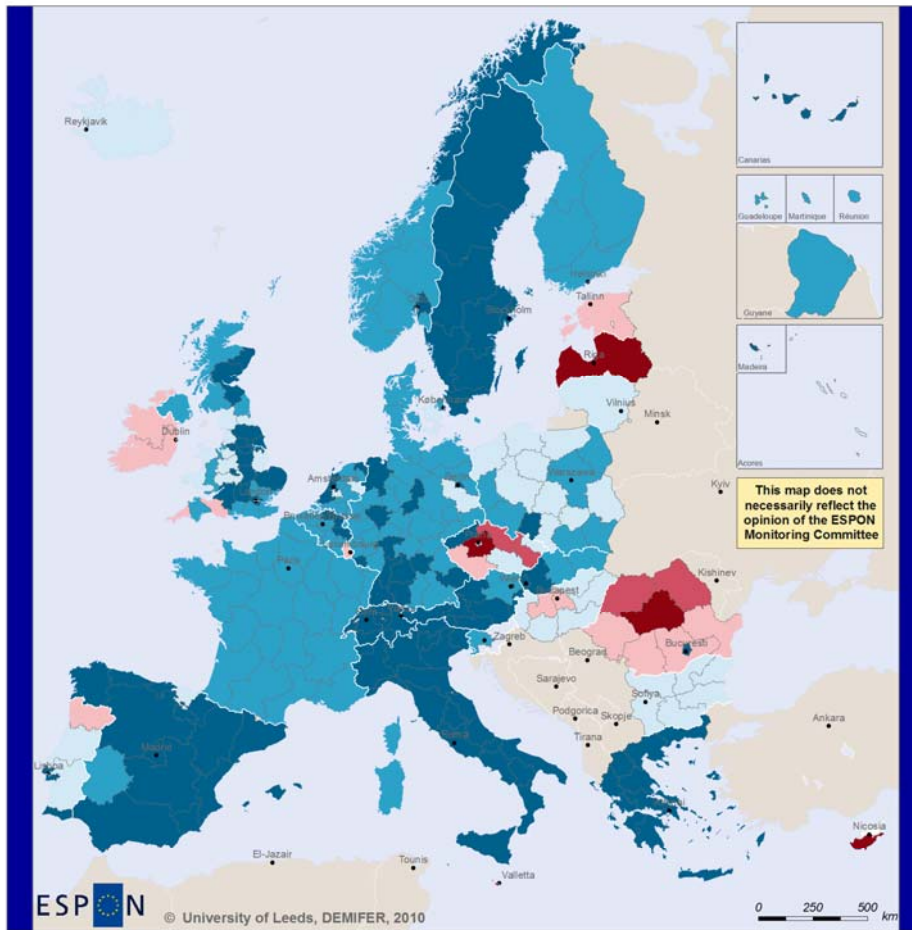 Reykjavik
Canarias
Guadeloupe
Martinique
Réunion
Helsinki
Tallinn
Guyane
Stockholm
Riga
Madeira
København
Vilnius
Minsk
Dublin
Acores
Warszawa
Kyiv
This map does not
necessarily reflect the
opinion of the ESPON
Monitoring Committee
Paris
Kishinev
Budapest
Zagreb
Bucuresti
Beograd
Sarajevo
Sofiya
Podgorica
Skopje
Ankara
Madrid
Roma
Tirana
Lisboa
Nicosia
El-Jazair
Tounis
Valletta
ESPON
© University of Leeds, DEMIFER, 2010
0 250 500
km